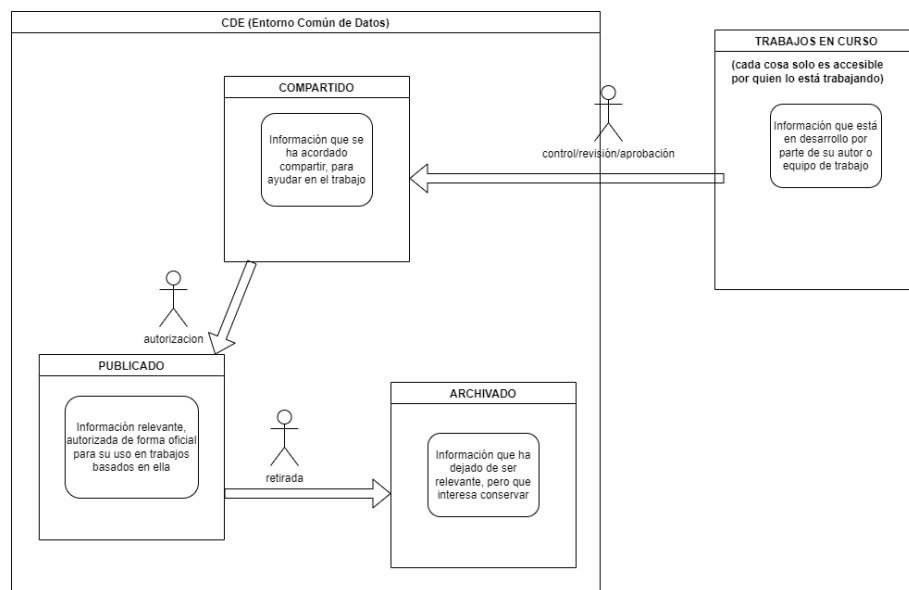 CDE (Entorno Común de Datos)
TRABAJOS EN CURSO
(cada cosa solo es accesible
por quien lo está trabajando)
Información que está
en desarrollo por
parte de su autor o
equipo de trabajo
control/revisión/aprobación
COMPARTIDO
Información que se
ha acordado
compartir, para
ayudar en el trabajo
autorizacion
PUBLICADO
Información relevante,
autorizada de forma oficial
para su uso en trabajos
basados en ella
retirada
ARCHIVADO
Información que ha
dejado de ser
relevante, pero que
interesa conservar